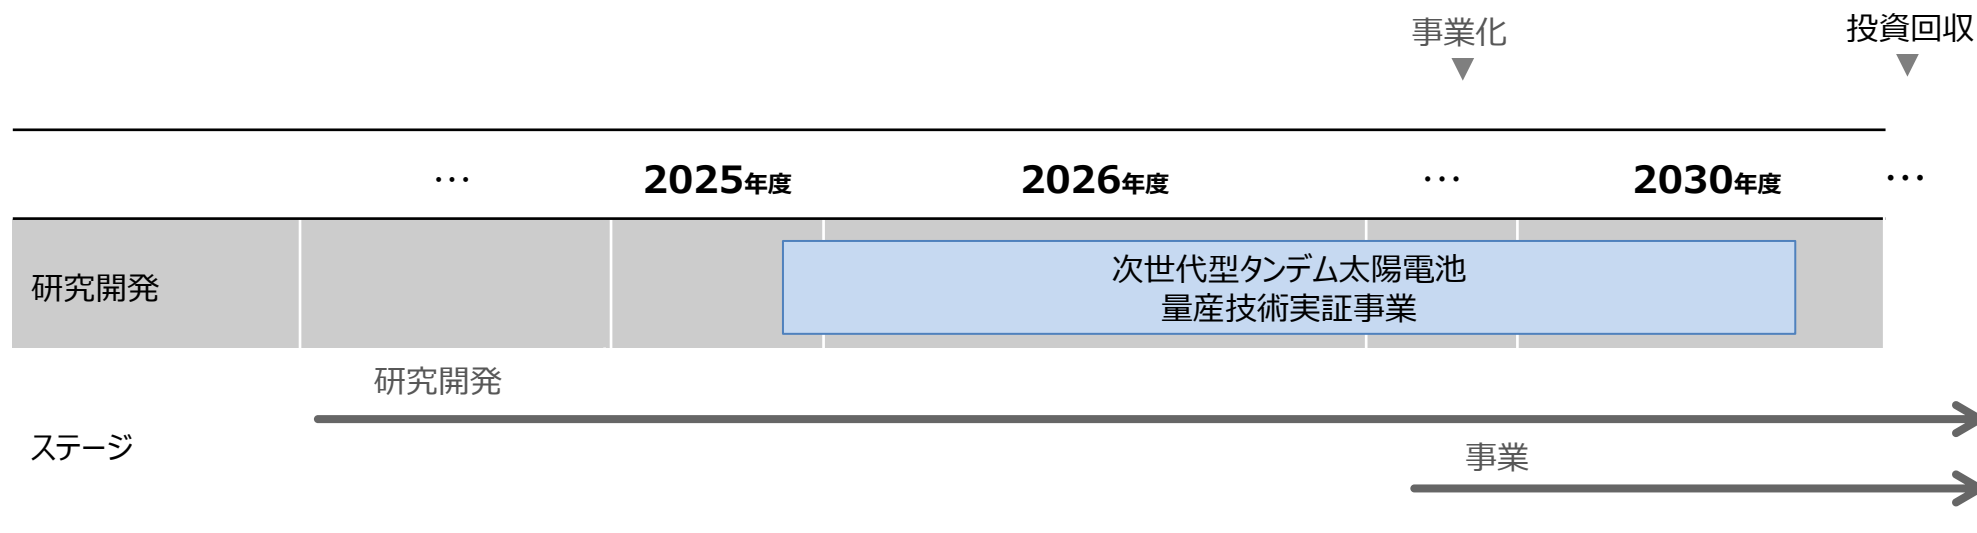 事業化
投資回収
▼
▼
… 2025年度 2026年度 … 2030年度 …
研究開発
次世代型タンデム太陽電池
量産技術実証事業
研究開発
ステージ
事業